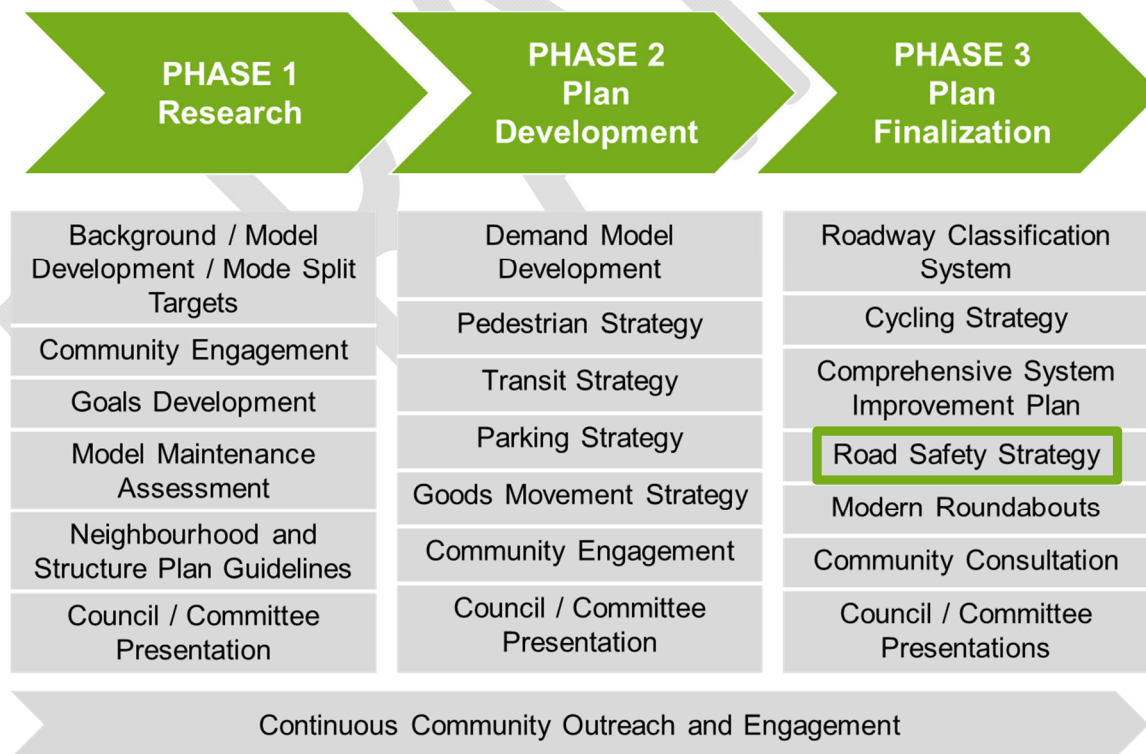 PHASE 1
Research
PHASE 2
Plan
Development
PHASE 3
Plan
Finalization
Background / Model
Development / Mode Split
Targets
Community Engagement
Goals Development
Model Maintenance
Assessment
Neighbourhood and
Structure Plan Guidelines
Council / Committee
Presentation
Demand Model
Development
Pedestrian Strategy
Transit Strategy
Parking Strategy
Goods Movement Strategy
Community Engagement
Council / Committee
Presentation
Roadway Classification
System
Cycling Strategy
Comprehensive System
Improvement Plan
Road Safety Strategy
Modern Roundabouts
Community Consultation
Council / Committee
Presentations
Continuous Community Outreach and Engagement